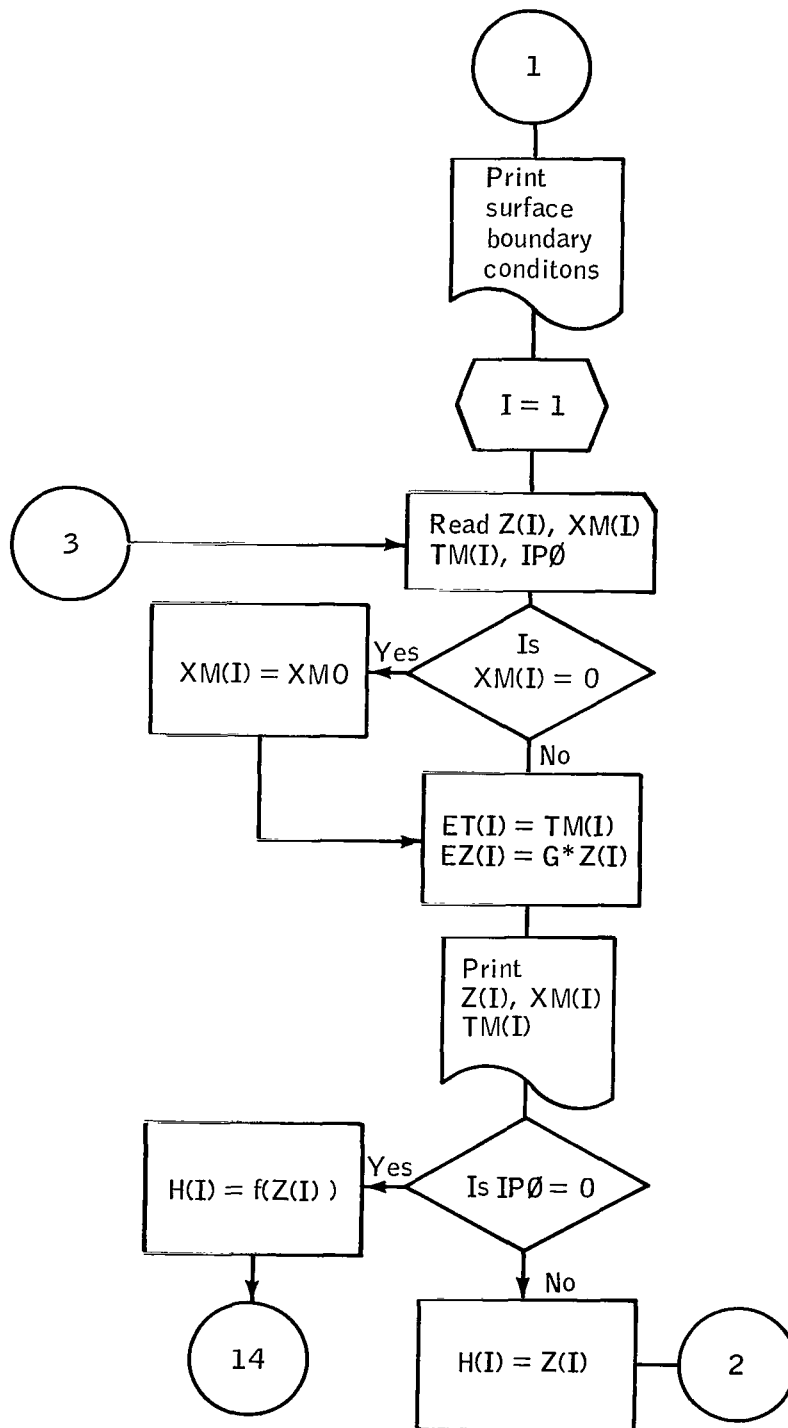 1
Print
surface
boundary
conditons
I = 1
3
Read Z(I), XM(I)
TM(I), IPØ
Is
XM(I) = 0
Yes
XM(I) = XM0
No
ET(I) = TM(I)
EZ(I) = G* Z(I)
Print
Z(I), XM(I)
TM(I)
Is IPØ = 0
Yes
H(I) = f(Z(I) )
No
14
H(I) = Z(I)
2